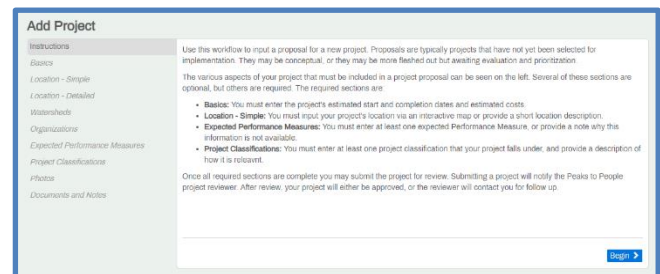 Add Project
Instructions
Basics
Location - Simple
Location - Detailed
Watersheds
Organizations
Expected Performance Measures
Project Classifications
Photos
Documents and Notes
Use this workflow to input a proposal for a new project. Proposals are typically projects that have not yet been selected for
implementation. They may be conceptual, or they may be more fleshed out but awaiting evaluation and prioritization.
The various aspects of your project that must be included in a project proposal can be seen on the left. Several of these sections are
optional, but others are required. The required sections are
• Basics: You must enter the project's estimated start and completion dates and estimated costs.
• Location - Simple: You must input your project's location via an interactive map or provide a short location description.
• Expected Performance Measures: You must enter at least one expected Performance Measure, or provide a note why this
information is not available.
• Project Classifications: You must enter at least one project classification that your project falls under, and provide a description of
how it is releavnt.
Once all required sections are complete you may submit the project for review. Submitting a project will notify the Peaks to People
project reviewer. After review, your project will either be approved, or the reviewer will contact you for follow up.
Begin